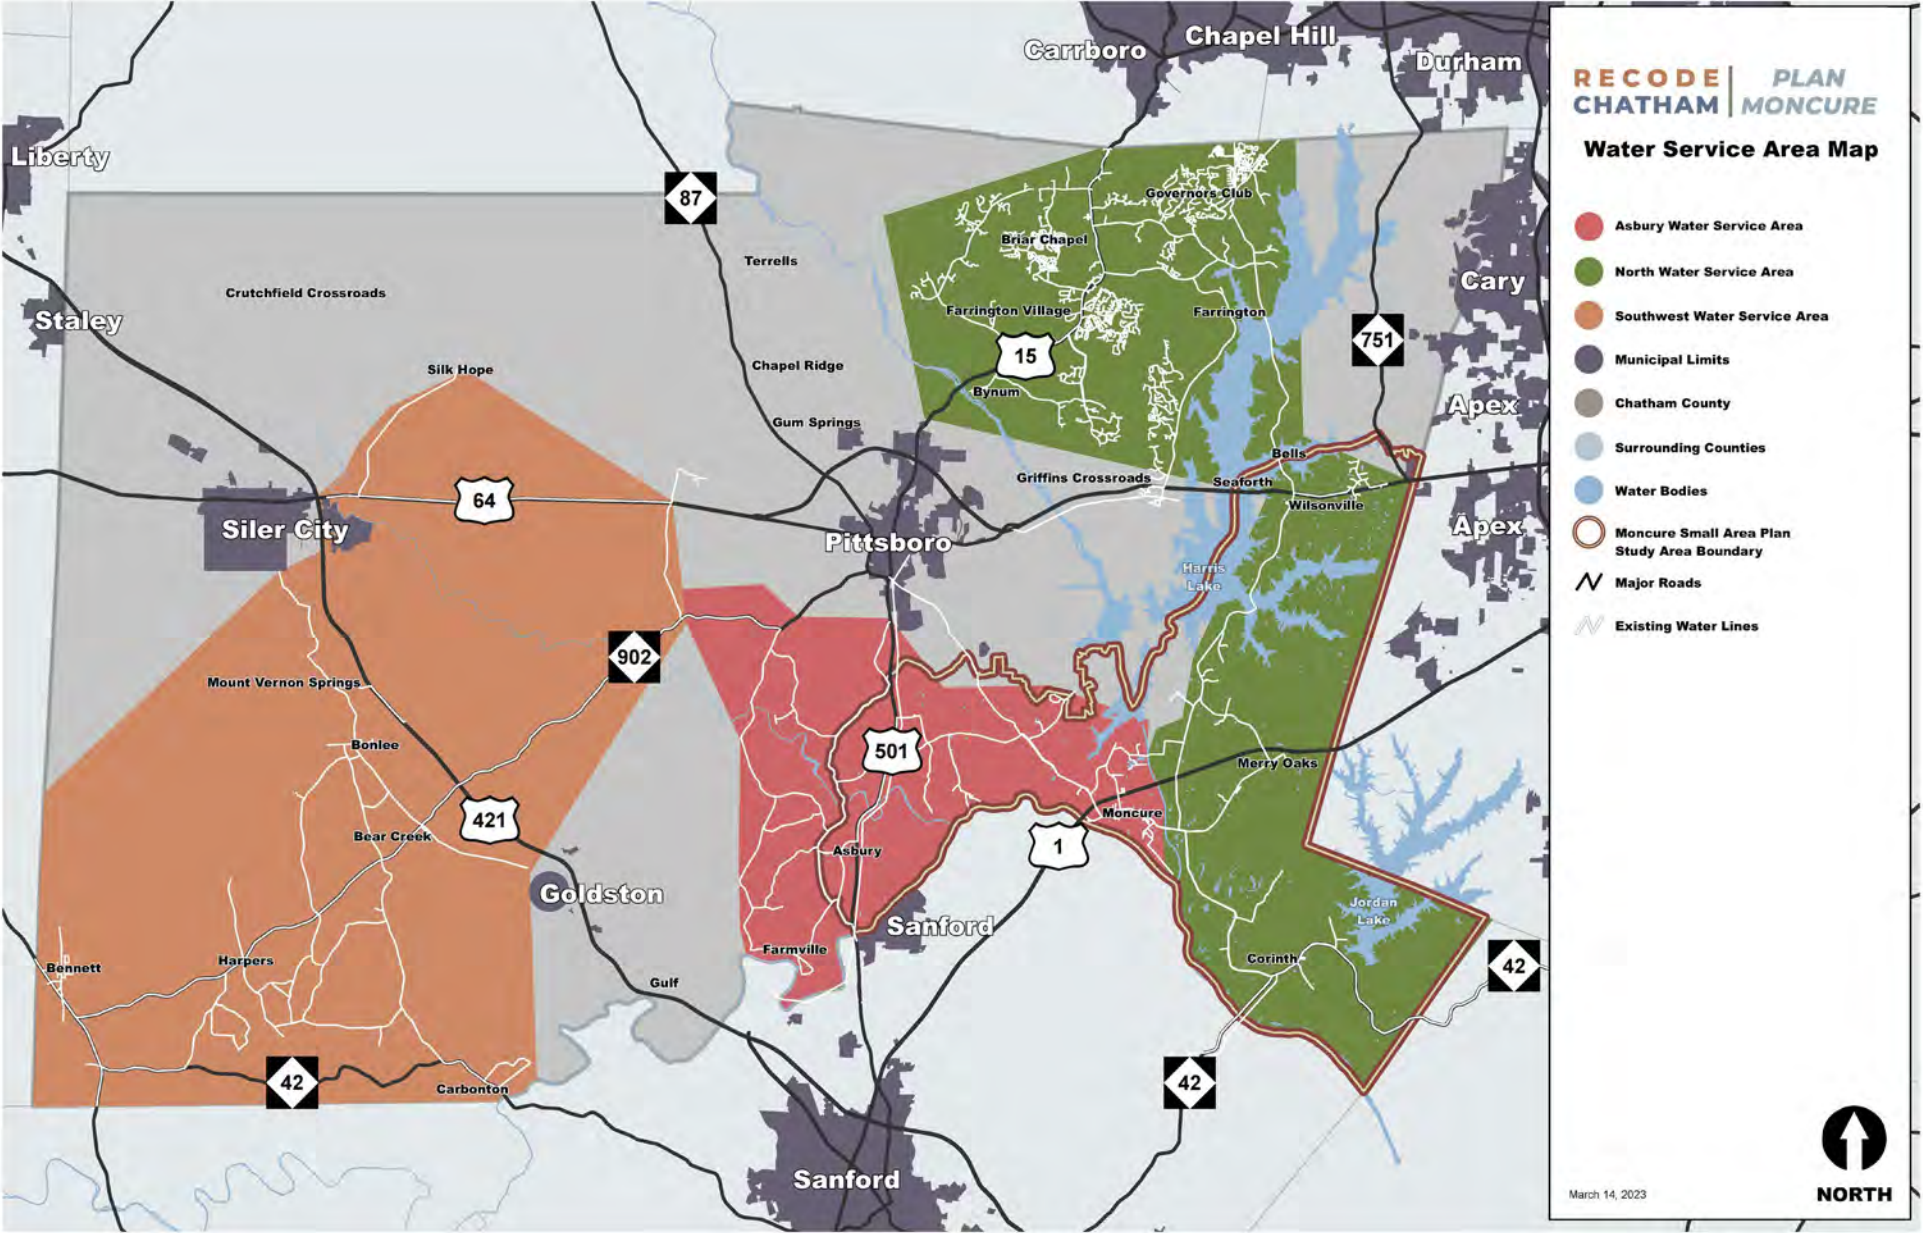 Carrboro
Chapel Hill
Durham
Liberty
87
Governors Club
Briar Chapel
Terrells
Crutchfield Crossroads
Cary
Staley
Farrington Village
Farrington
15
751
Silk Hope
Chapel Ridge
Bynum
Apex
Gum Springs
Bells
Griffins Crossroads
Seaforth
64
Wilsonville
Siler City
Pittsboro
Apex
Harris
Lake
902
Mount Vernon Springs
Bonlee
501
Merry Oaks
421
Bear Creek
Moncure
1
Asbury
Goldston
Sanford
Jordan
Lake
Farmville
Harpers
Bennett
Corinth
42
Gulf
42
Carbonton
42
Sanford
RECODE
CHATHAM
PLAN
MONCURE
Water Service Area Map
Asbury Water Service Area
North Water Service Area
Southwest Water Service Area
Municipal Limits
Chatham County
Surrounding Counties
Water Bodies
Moncure Small Area Plan
Study Area Boundary
Major Roads
Existing Water Lines
March 14, 2023
NORTH